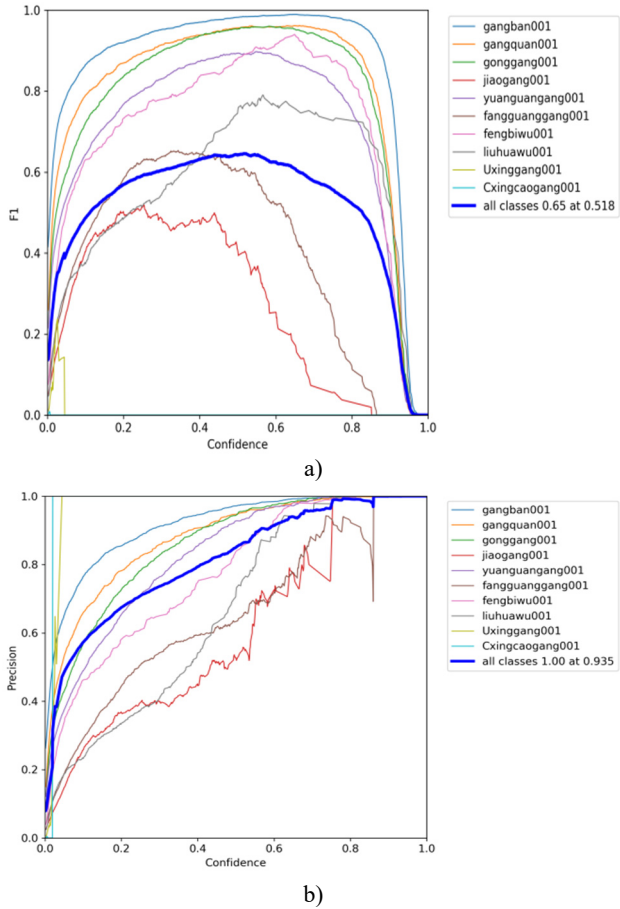 1.0
0.8
0.6
0.4
0.2
0.0
F1
0.0 0.2 0.4 0.6 0.8 1.0
Confidence
gangban001
gangquan001
gonggang001
jiaogang001
yuanguangang001
fangguanggang001
fengbiwu001
liuhuawu001
Uxinggang001
Cxingcaogang001
all classes 0.65 at 0.518
a)
1.0
0.8
0.6
0.4
0.2
0.0
Precision
0.0 0.2 0.4 0.6 0.8 1.0
Confidence
gangban001
gangquan001
gonggang001
jiaogang001
yuanguangang001
fangguanggang001
fengbiwu001
liuhuawu001
Uxinggang001
Cxingcaogang001
all classes 1.00 at 0.935
b)